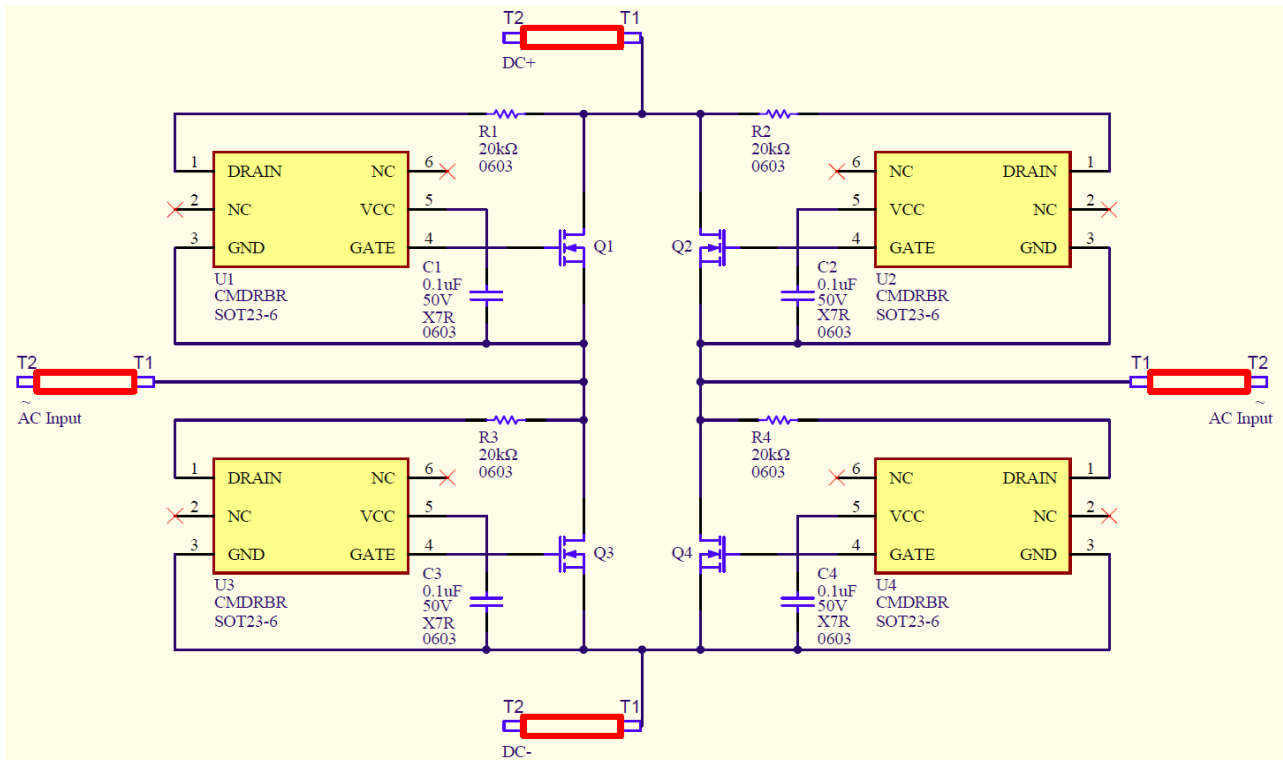 T2 T1
DC+
R1
20kΩ
0603
R2
20kΩ
0603
1 DRAIN NC 6
2 NC VCC 5
3 GND GATE 4
U1
CMDRBR
SOT23-6
C1
0.1uF
50V
X7R
0603
Q1
Q2
6 NC DRAIN 1
5 VCC NC 2
4 GATE GND 3
C2
0.1uF
50V
X7R
0603
U2
CMDRBR
SOT23-6
T2 T1
~
AC Input
T1 T2
~
AC Input
R3
20kΩ
0603
R4
20kΩ
0603
1 DRAIN NC 6
2 NC VCC 5
3 GND GATE 4
U3
CMDRBR
SOT23-6
C3
0.1uF
50V
X7R
0603
Q3
Q4
6 NC DRAIN 1
5 VCC NC 2
4 GATE GND 3
C4
0.1uF
50V
X7R
0603
U4
CMDRBR
SOT23-6
T2 T1
DC-